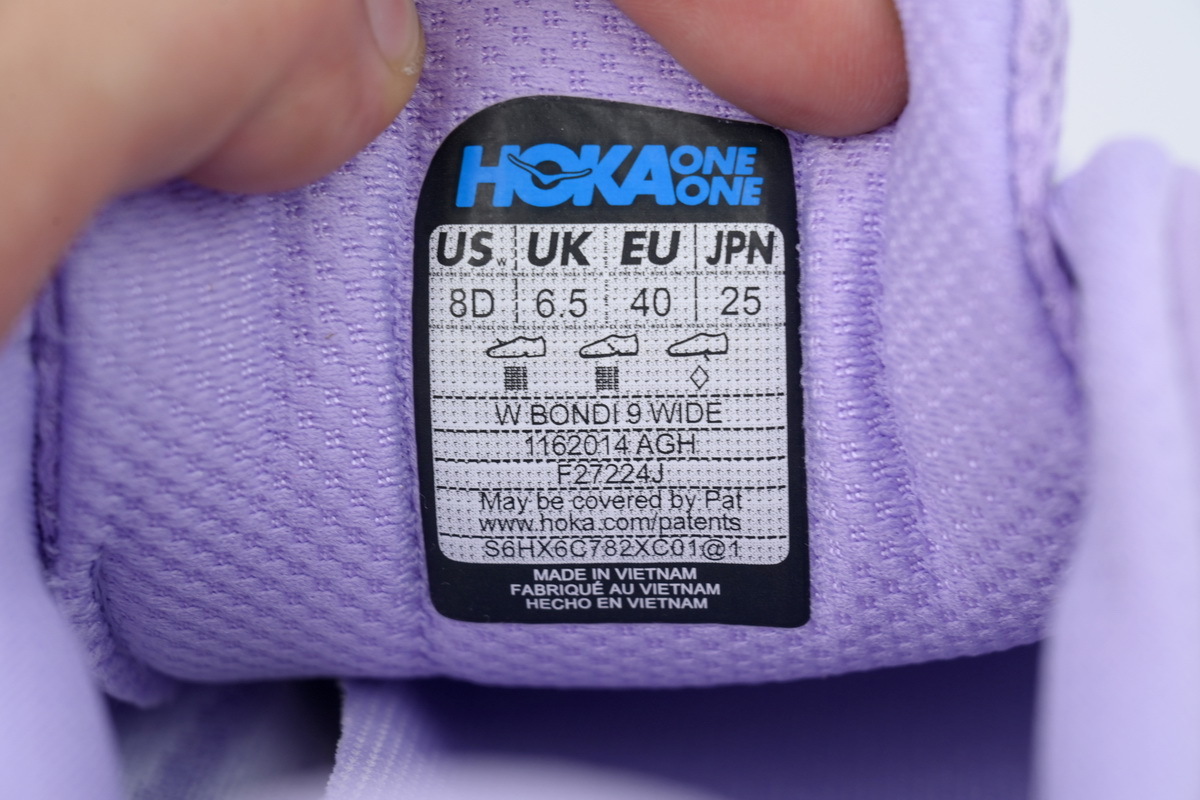 HOKA ONE ONE
US W UK EU JPN
8D 6.5 40 25
W BONDI 9 WIDE
1162014 AGH
F27224J
May be covered by Pat
www.hoka.com/patents
S6HX6C782XC01@1
MADE IN VIETNAM
FABRIQUÉ AU VIETNAM
HECHO EN VIETNAM